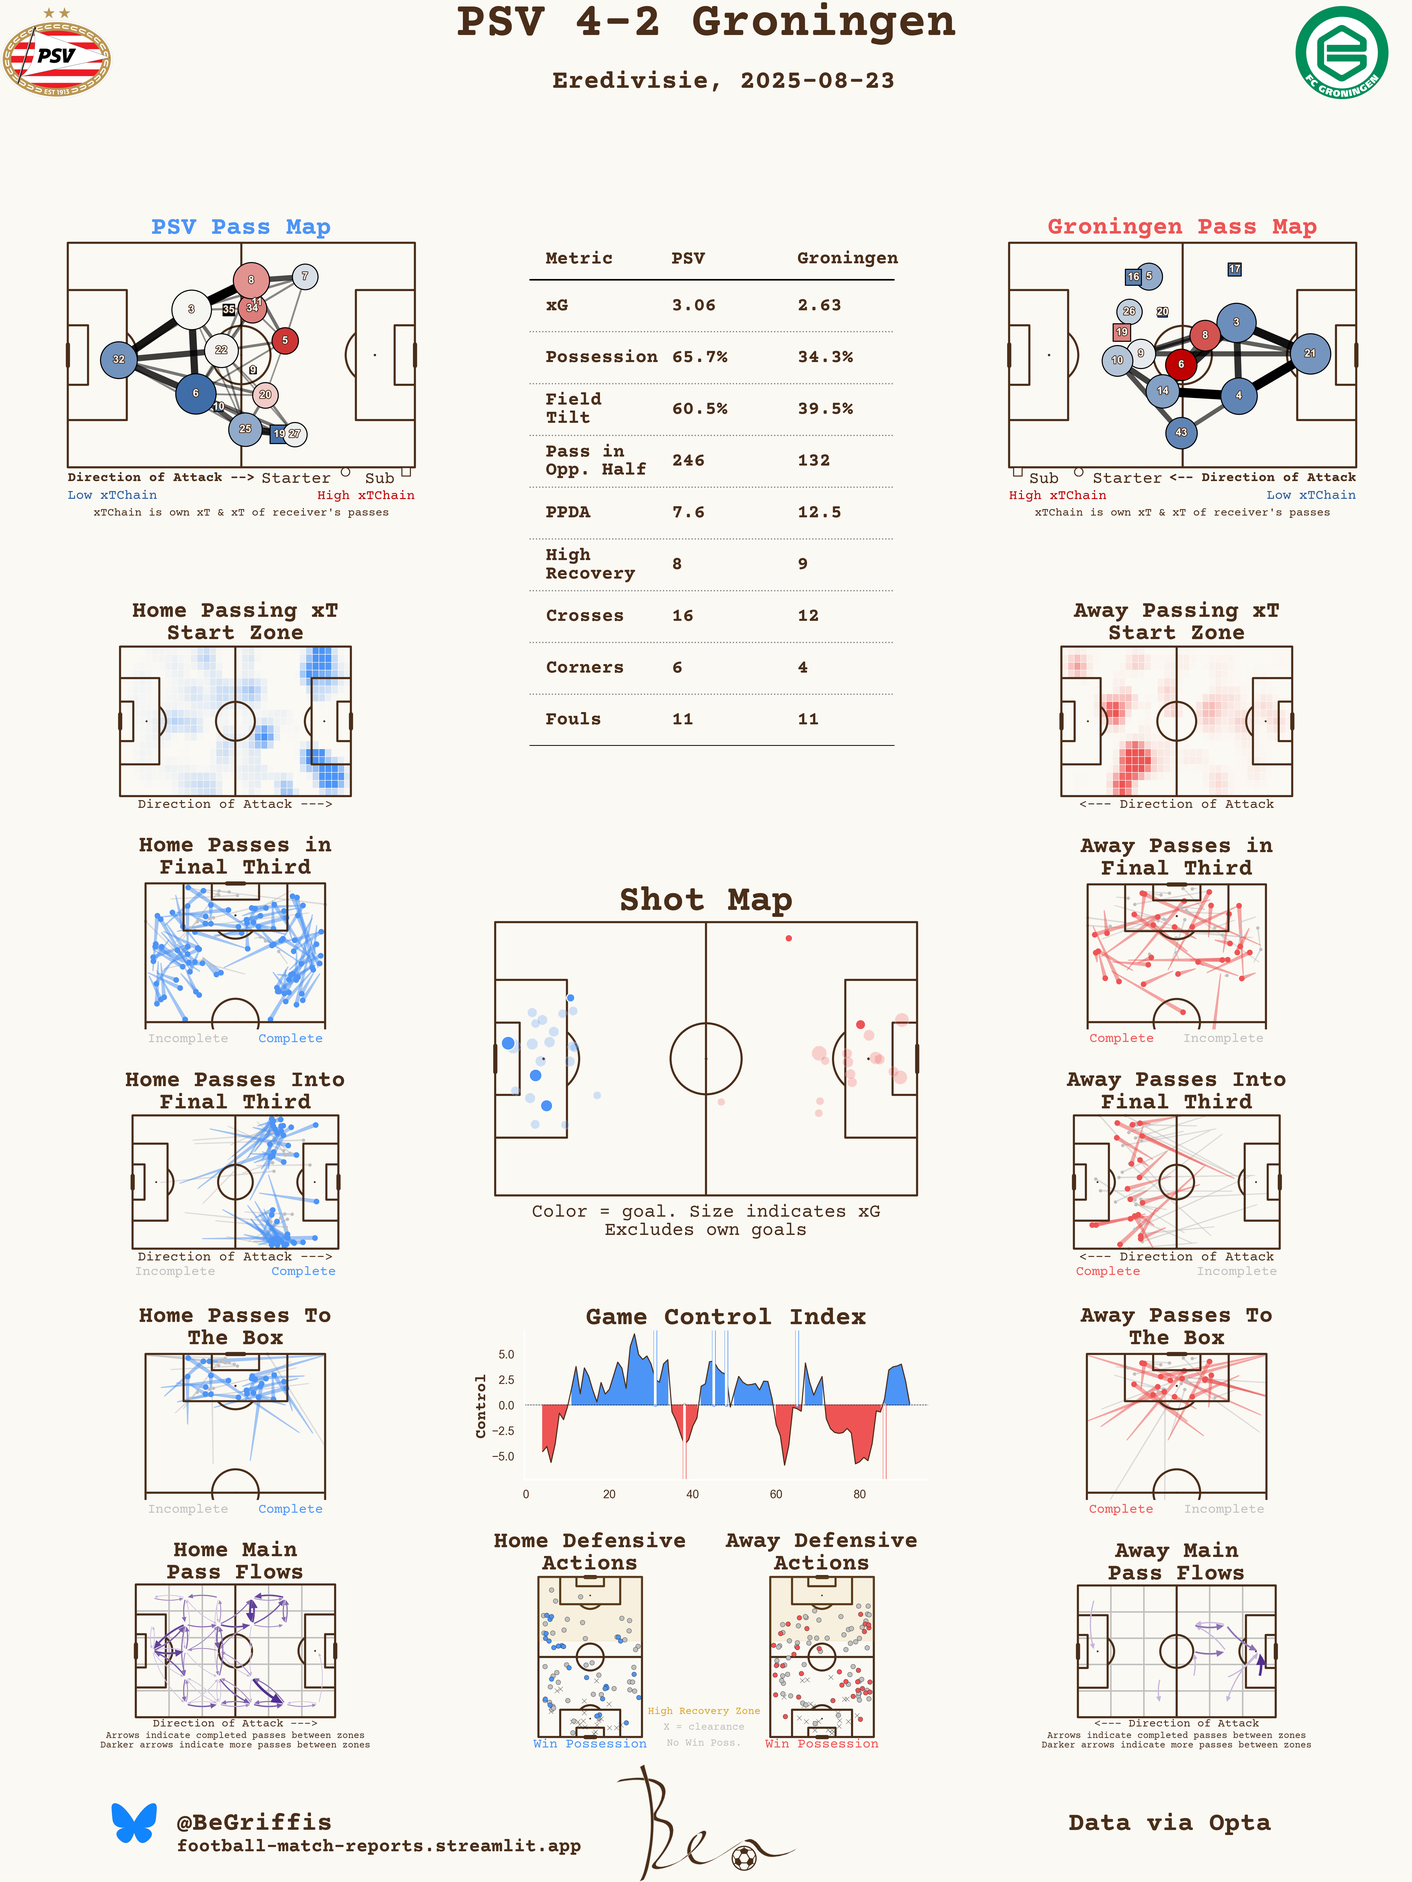 PSV 4-2 Groningen
Eredivisie, 2025-08-23
PSV
EST 1913
FC GRONINGEN
PSV Pass Map
8
7
11
3
35
34
5
22
32
9
6
10
20
25
19
27
Direction of Attack --> Starter Sub
Low xTChain High xTChain
xTChain is own xT & xT of receiver's passes
Metric PSV Groningen
xG 3.06 2.63
Possession 65.7% 34.3%
Field
Tilt 60.5% 39.5%
Pass in
Opp. Half 246 132
PPDA 7.6 12.5
High
Recovery 8 9
Crosses 16 12
Corners 6 4
Fouls 11 11
Groningen Pass Map
16
5
17
26
20
19
8
3
10
9
6
21
14
4
43
Sub Starter <-- Direction of Attack
High xTChain Low xTChain
xTChain is own xT & xT of receiver's passes
Home Passing xT
Start Zone
Direction of Attack --->
Away Passing xT
Start Zone
<--- Direction of Attack
Home Passes in
Final Third
Incomplete Complete
Away Passes in
Final Third
Complete Incomplete
Shot Map
Color = goal. Size indicates xG
Excludes own goals
Home Passes Into
Final Third
Direction of Attack --->
Incomplete Complete
Away Passes Into
Final Third
<--- Direction of Attack
Complete Incomplete
Home Passes To
The Box
Incomplete Complete
Game Control Index
Control
5.0
2.5
0.0
−2.5
−5.0
0 20 40 60 80
Away Passes To
The Box
Complete Incomplete
Home Main
Pass Flows
Direction of Attack --->
Arrows indicate completed passes between zones
Darker arrows indicate more passes between zones
Home Defensive
Actions
Win Possession
Away Defensive
Actions
Win Possession
High Recovery Zone
X = clearance
No Win Poss.
Away Main
Pass Flows
<--- Direction of Attack
Arrows indicate completed passes between zones
Darker arrows indicate more passes between zones
@BeGriffis
football-match-reports.streamlit.app
Ben
Data via Opta